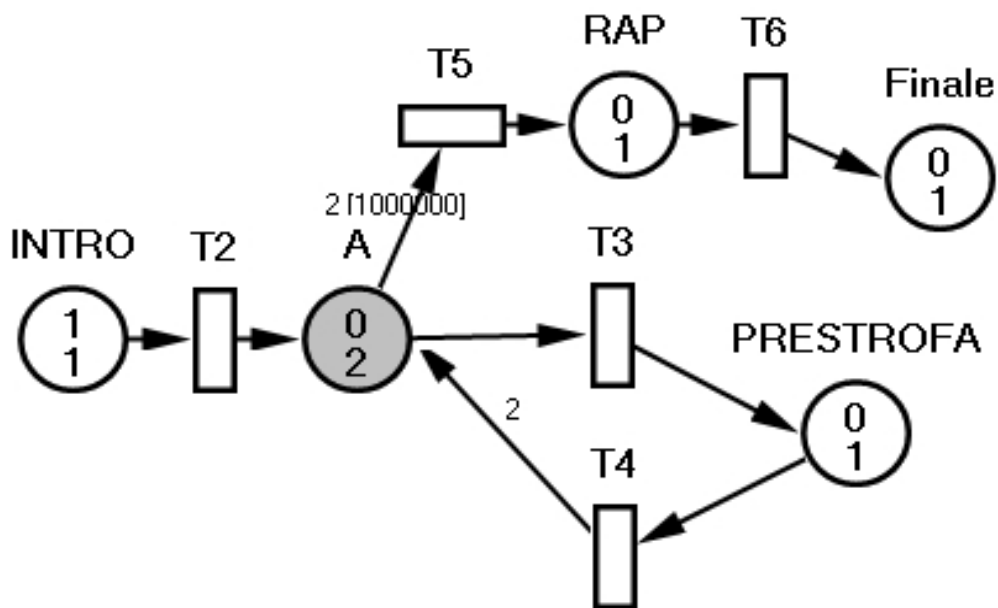 RAP
T6
T5
Finale
0
1
0
1
2 [1000000]
INTRO
T2
A
T3
1
1
0
2
PRESTROFA
2
0
1
T4